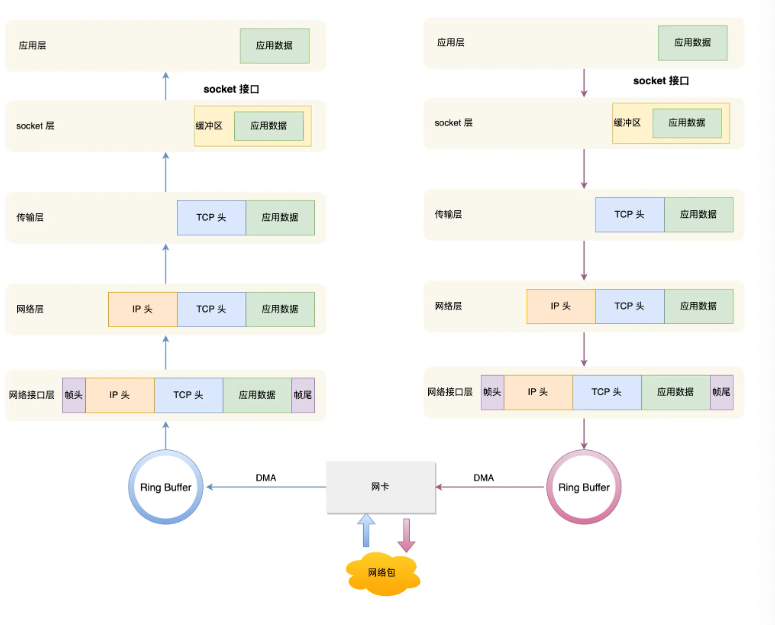 应用层
应用数据
socket 接口
socket 层
缓冲区
应用数据
传输层
TCP 头
应用数据
网络层
IP 头
TCP 头
应用数据
网络接口层
帧头
IP 头
TCP 头
应用数据
帧尾
Ring Buffer
DMA
网卡
网络包
应用层
应用数据
socket 接口
socket 层
缓冲区
应用数据
传输层
TCP 头
应用数据
网络层
IP 头
TCP 头
应用数据
网络接口层
帧头
IP 头
TCP 头
应用数据
帧尾
DMA
Ring Buffer